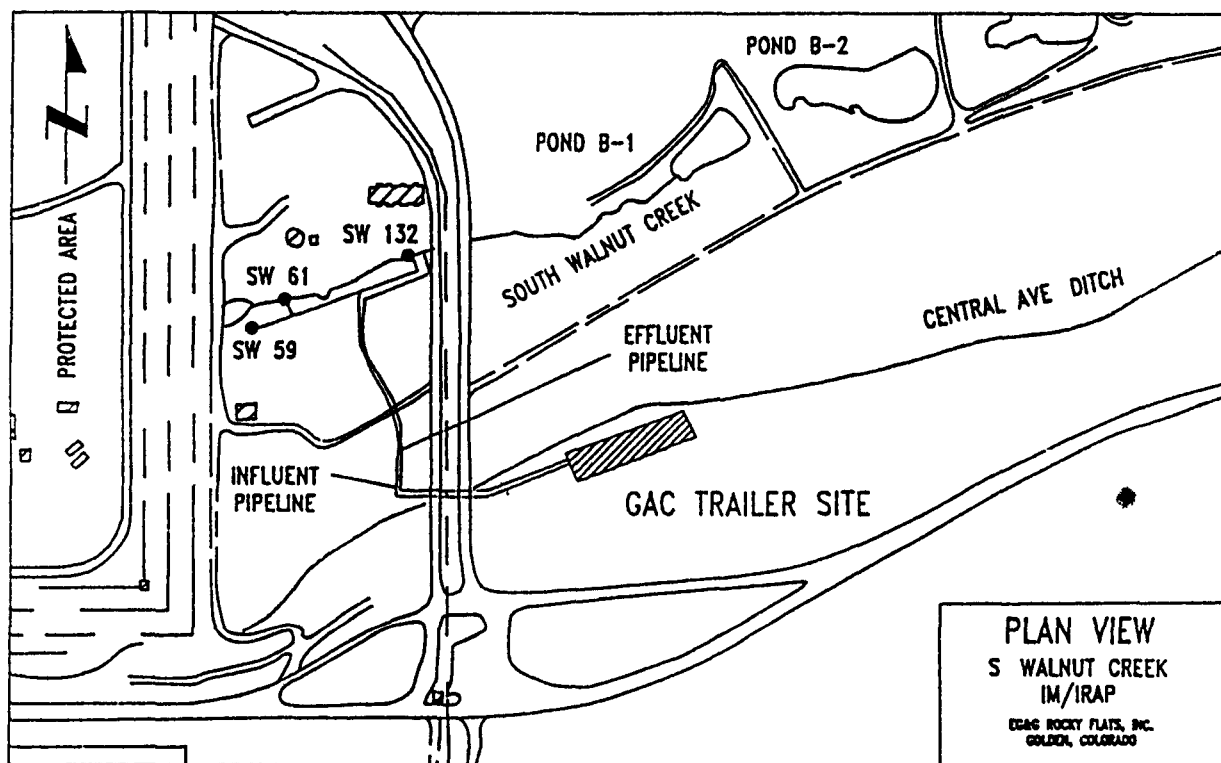 POND B-2
POND B-1
N
PROTECTED AREA
SW 132
SW 61
SW 59
SOUTH WALNUT CREEK
CENTRAL AVE DITCH
EFFLUENT
PIPELINE
INFLUENT
PIPELINE
GAC TRAILER SITE
PLAN VIEW
S WALNUT CREEK
IM/IRAP
EG&G ROCKY FLATS, INC.
GOLDEN, COLORADO